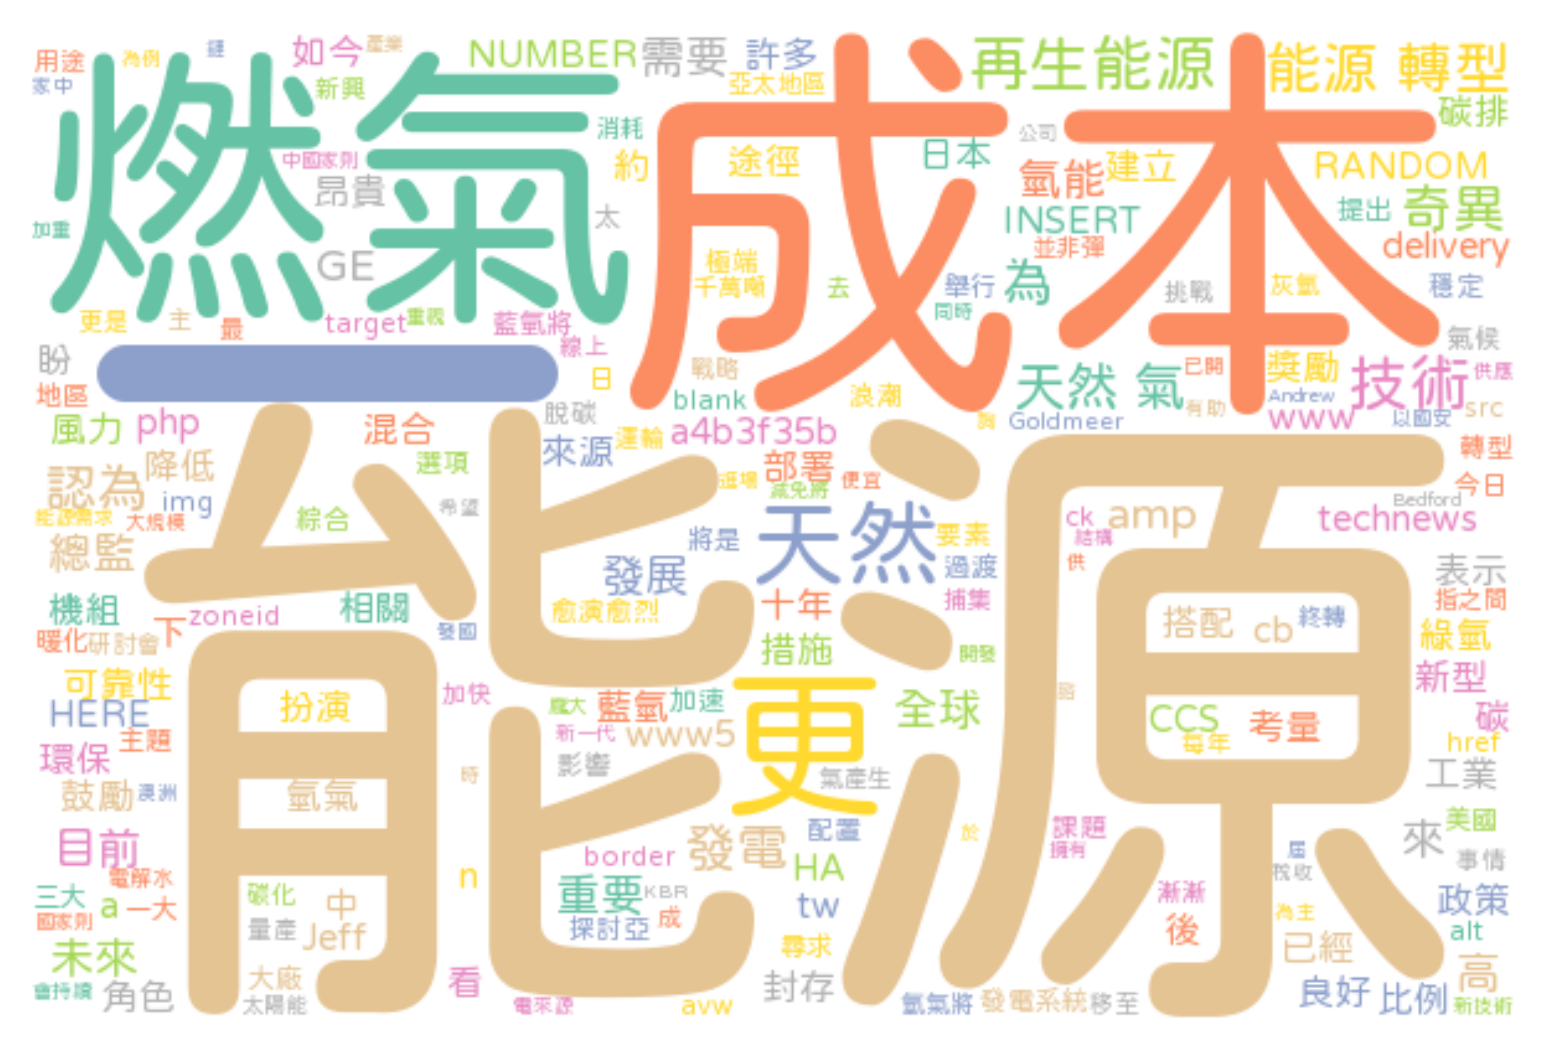 用途
為例
鏈
如今
產業
NUMBER
需要
許多
再生能源
能源 轉型
家中
新興
亞太地區
碳排
燃氣
成本
消耗
公司
中國家則
約
途徑
日本
氫能
建立
RANDOM
昂貴
提出
奇異
加重
太
INSERT
並非彈
delivery
GE
極端
千萬噸
去
舉行
為
挑戰
灰氫
穩定
同時
更是
主
最
target
重視
藍氣將
氣候
盼
一
線上
戰略
日
天然 氣
已開
獎勵
技術
供應
地區
脫碳
blank
浪潮
Andrew
有助
www
以國安
src
風力
php
混合
來源
運輸
a4b3f35b
夠
Goldmeer
轉型
認為
降低
選項
部署
便宜
進場
減免將
今日
img
希望
Bedford
能源需求
大規模
綜合
能源
天然
要素
ck
amp
technews
總監
將是
發展
過渡
結構
供
表示
機組
zoneid
相關
愈演愈烈
十年
捕集
指之間
暖化
研討會
下
發國
措施
開發
搭配
cb
終轉
綠氫
可靠性
加快
新型
HERE
扮演
龐大
藍氫
加速
更
全球
CCS
考量
碳
主題
新一代
www5
每年
href
環保
影響
氣產生
工業
鼓勵
澳洲
氫氣
時
目前
發電
配置
於
課題
擁有
來
美國
border
屆
事情
電解水
n
HA
稅收
三大
a
一大
碳化
中
重要
KBR
tw
漸漸
政策
國家則
量產
Jeff
探討亞
成
後
為主
alt
未來
尋求
已經
大廠
看
封存
高
會持續
角色
太陽能
電來源
avw
氫氣將
發電系統
移至
良好
比例
新技術